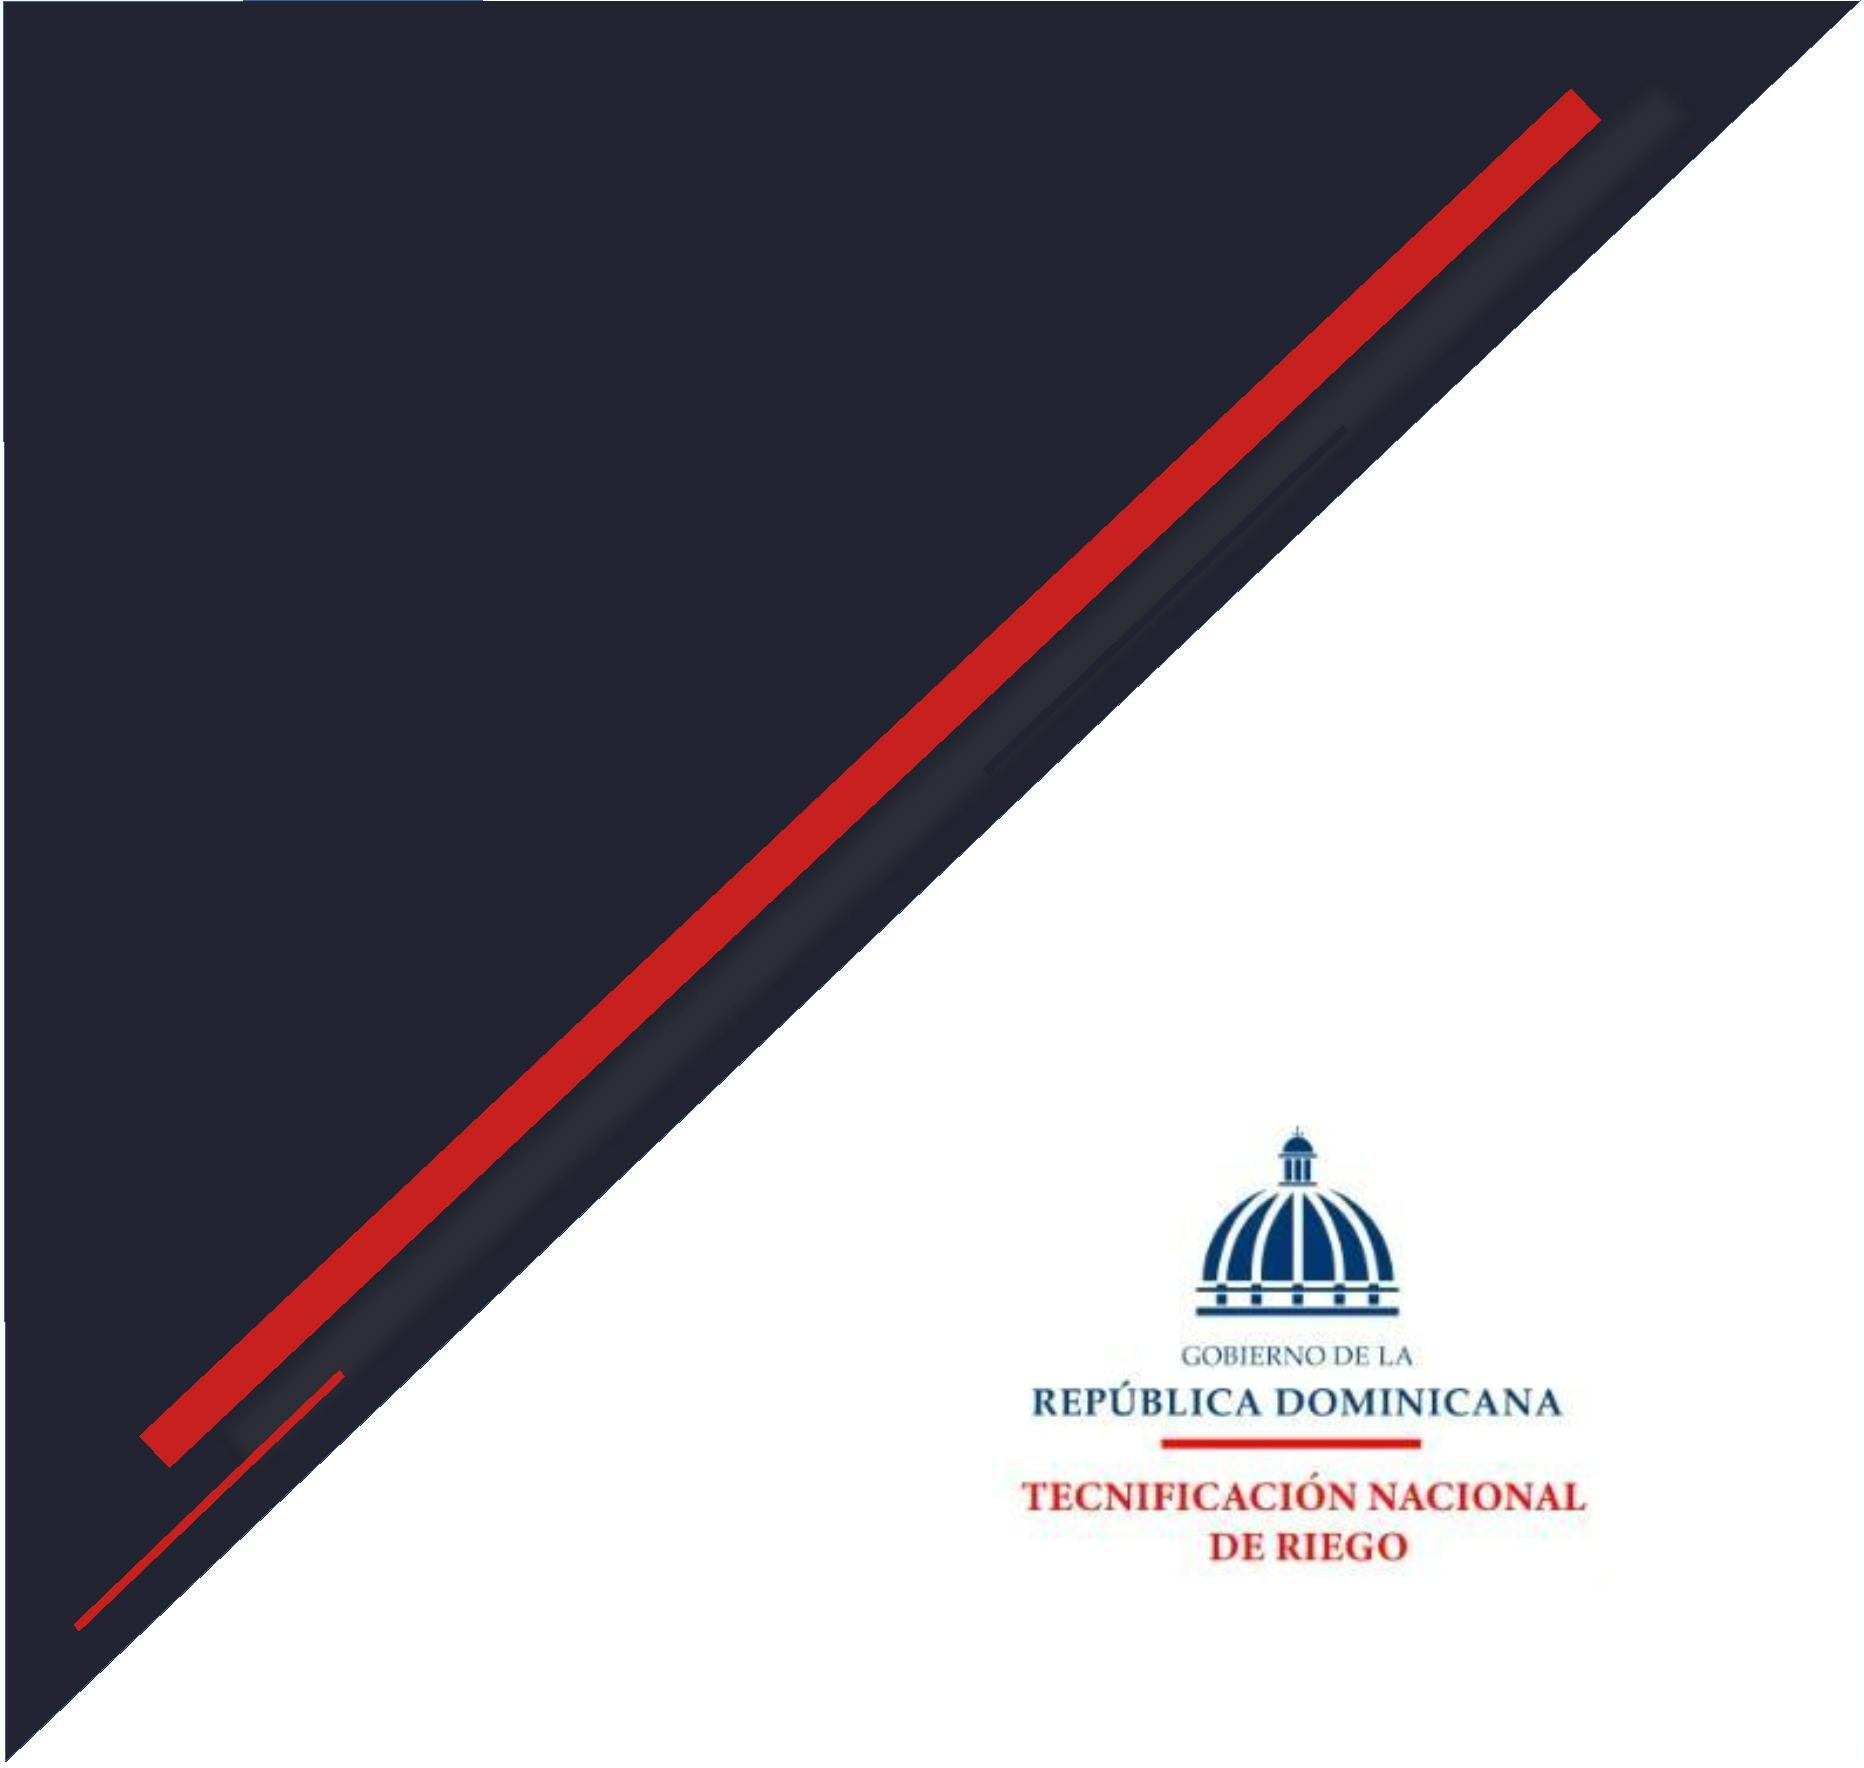 GOBIERNO DE LA
REPÚBLICA DOMINICANA
TECNIFICACIÓN NACIONAL
DE RIEGO